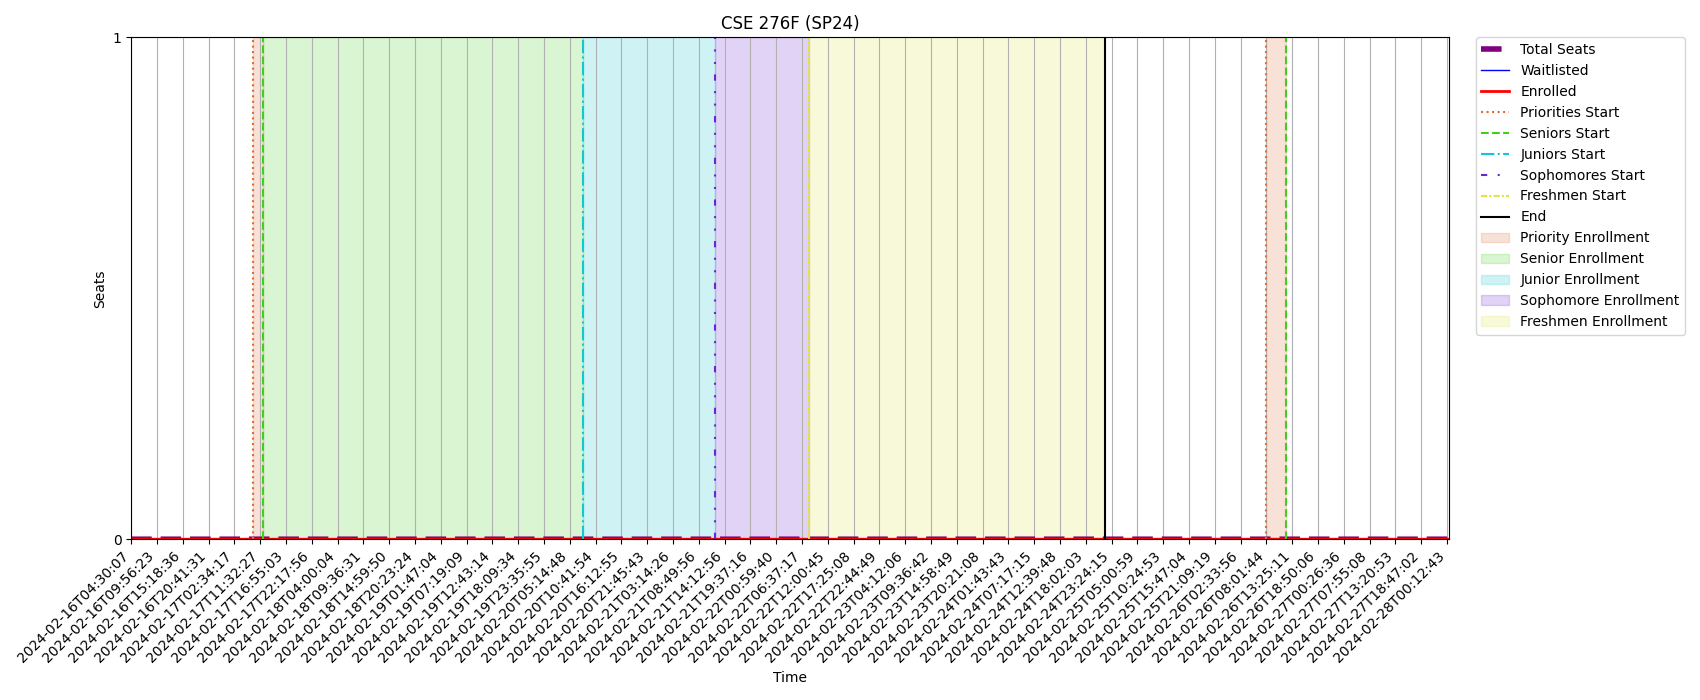 CSE 276F (SP24)
1
0
Seats
2024-02-16T04:30:07
2024-02-16T09:56:23
2024-02-16T15:18:36
2024-02-16T20:41:31
2024-02-17T02:34:17
2024-02-17T11:32:27
2024-02-17T16:55:03
2024-02-17T22:17:56
2024-02-18T04:00:04
2024-02-18T09:36:31
2024-02-18T14:59:50
2024-02-18T20:23:24
2024-02-19T01:47:04
2024-02-19T07:19:09
2024-02-19T12:43:14
2024-02-19T18:09:34
2024-02-19T23:35:55
2024-02-20T05:14:48
2024-02-20T10:41:54
2024-02-20T16:12:55
2024-02-20T21:45:43
2024-02-21T03:14:26
2024-02-21T08:49:56
2024-02-21T14:12:56
2024-02-21T19:37:16
2024-02-22T00:59:40
2024-02-22T06:37:17
2024-02-22T12:00:45
2024-02-22T17:25:08
2024-02-22T22:44:49
2024-02-23T04:12:06
2024-02-23T09:36:42
2024-02-23T14:58:49
2024-02-23T20:21:08
2024-02-24T01:43:43
2024-02-24T07:17:15
2024-02-24T12:39:48
2024-02-24T18:02:03
2024-02-24T23:24:15
2024-02-25T05:00:59
2024-02-25T10:24:53
2024-02-25T15:47:04
2024-02-25T21:09:19
2024-02-26T02:33:56
2024-02-26T08:01:44
2024-02-26T13:25:11
2024-02-26T18:50:06
2024-02-27T00:26:36
2024-02-27T07:55:08
2024-02-27T13:20:53
2024-02-27T18:47:02
2024-02-28T00:12:43
Time
Total Seats
Waitlisted
Enrolled
Priorities Start
Seniors Start
Juniors Start
Sophomores Start
Freshmen Start
End
Priority Enrollment
Senior Enrollment
Junior Enrollment
Sophomore Enrollment
Freshmen Enrollment